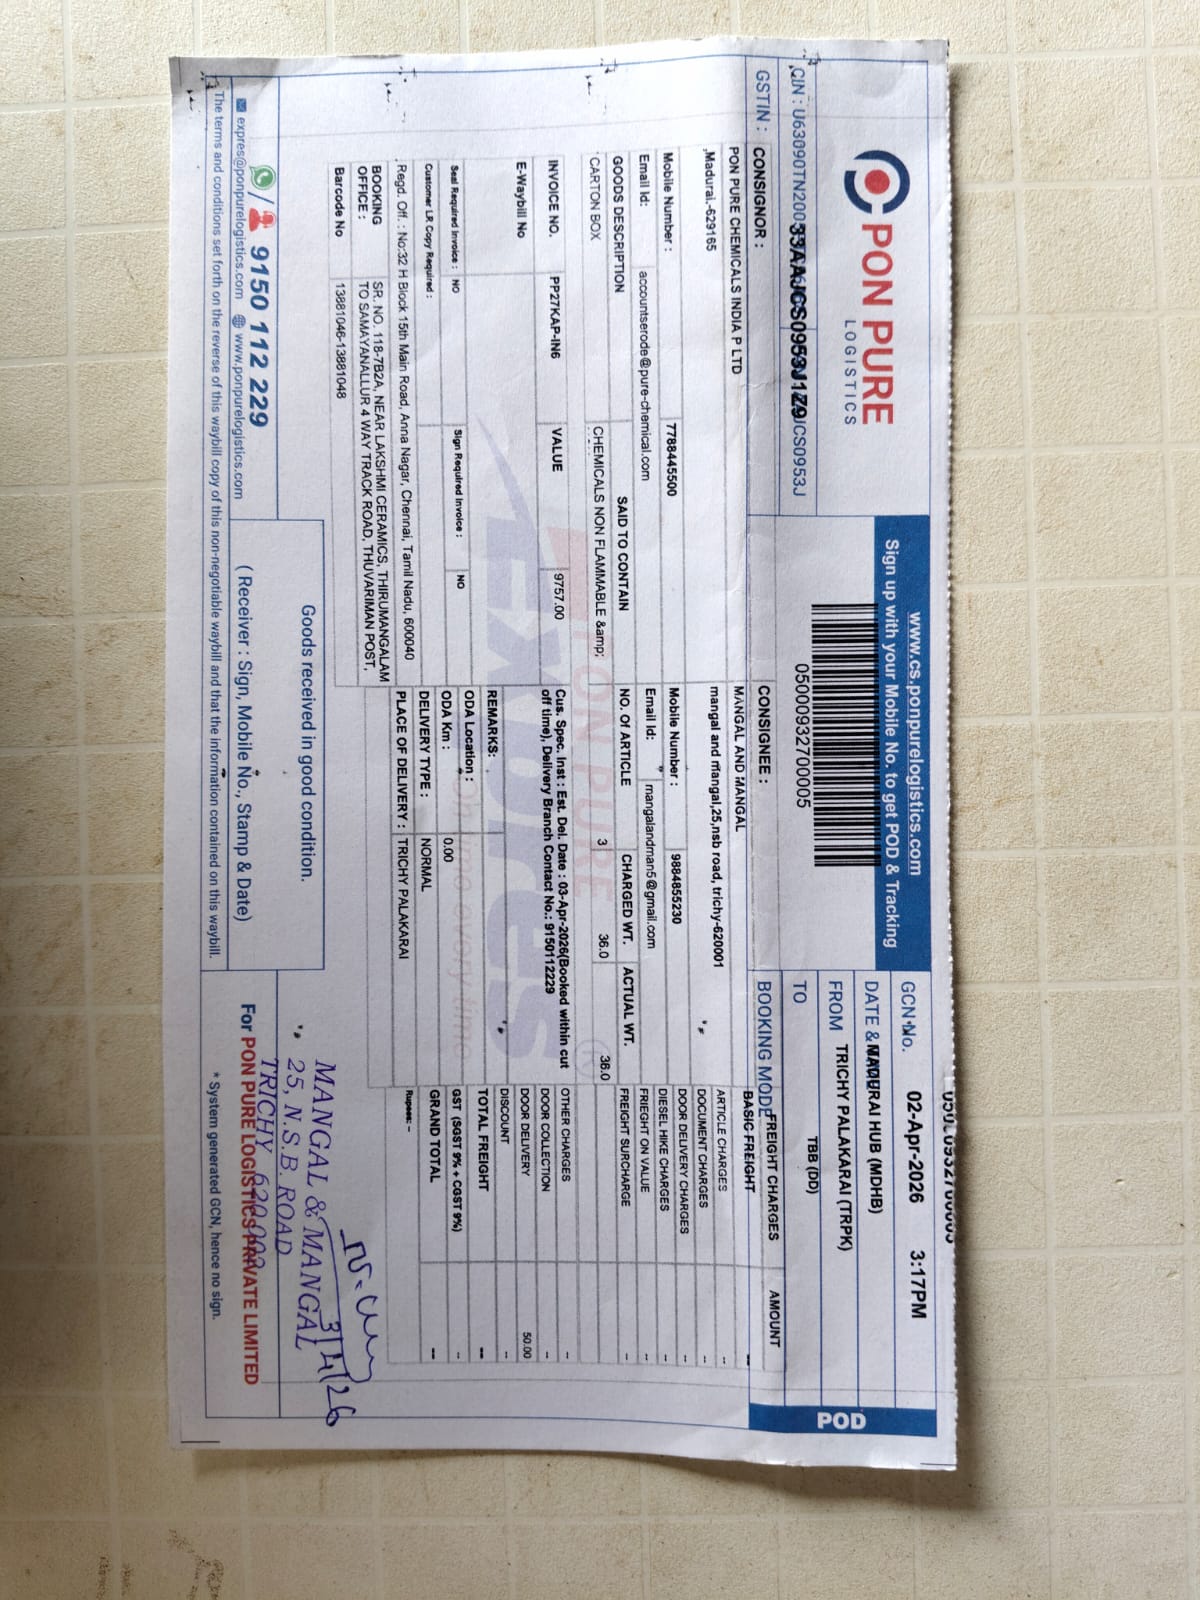 PON PURE
LOGISTICS
www.cs.ponpurelogistics.com
Sign up with your Mobile No. to get POD & Tracking
05000932700005
GCN No.
DATE & 02-Apr-2026 3:17PM
MADURAI HUB (MDHB)
FROM TRICHY PALAKARAI (TRPK)
TO TBB (DD)
BOOKING MODE
POD
CIN : U63090TN200
33AAJCS0953J1Z9
GSTIN :
CONSIGNOR :
PON PURE CHEMICALS INDIA P LTD
,Madurai,-629165
Mobile Number : 7788445500
Email Id: accountserode@pure-chemical.com
CONSIGNEE :
MANGAL AND MANGAL
mangal and mangal,25,nsb road, trichy-620001
Mobile Number : 9884855230
Email Id: mangalandman5@gmail.com
GOODS DESCRIPTION SAID TO CONTAIN NO. Of ARTICLE CHARGED WT. ACTUAL WT.
CARTON BOX CHEMICALS NON FLAMMABLE &amp; 3 36.0 36.0
INVOICE NO. PP27KAP-IN6 VALUE 9757.00
E-Waybill No
Cus. Spec. Inst : Est. Del. Date : 03-Apr-2026(Booked within cut
off time), Delivery Branch Contact No.: 9150112229
REMARKS:
Seal Required Invoice : NO Sign Required Invoice : NO
ODA Location :
ODA Km : 0.00
Customer LR Copy Required :
DELIVERY TYPE : NORMAL
PLACE OF DELIVERY : TRICHY PALAKARAI
Regd. Off. : No:32 H Block 15th Main Road, Anna Nagar, Chennai, Tamil Nadu, 600040
BOOKING OFFICE : SR. NO. 118-7B2A, NEAR LAKSHMI CERAMICS, THIRUMANGALAM
TO SAMAYANALLUR 4 WAY TRACK ROAD, THUVARIMAN POST,
Barcode No 13881046-13881048
FREIGHT CHARGES AMOUNT
BASIC FREIGHT --
ARTICLE CHARGES --
DOCUMENT CHARGES --
DOOR DELIVERY CHARGES --
DIESEL HIKE CHARGES --
FRIEGHT ON VALUE --
FREIGHT SURCHARGE --
OTHER CHARGES --
DOOR COLLECTION --
DOOR DELIVERY 50.00
DISCOUNT --
TOTAL FREIGHT --
GST (SGST 9% + CGST 9%) --
GRAND TOTAL --
Rupees: -
PON PURE
EXpress
On time every time
9150 112 229
expres@ponpurelogistics.com www.ponpurelogistics.com
Goods received in good condition.
( Receiver : Sign, Mobile No., Stamp & Date)
MANGAL & MANGAL
25, N.S.B. ROAD
TRICHY
3/4/26
For PON PURE LOGISTICS PRIVATE LIMITED
The terms and conditions set forth on the reverse of this waybill copy of this non-negotiable waybill and that the information contained on this waybill.
* System generated GCN, hence no sign.